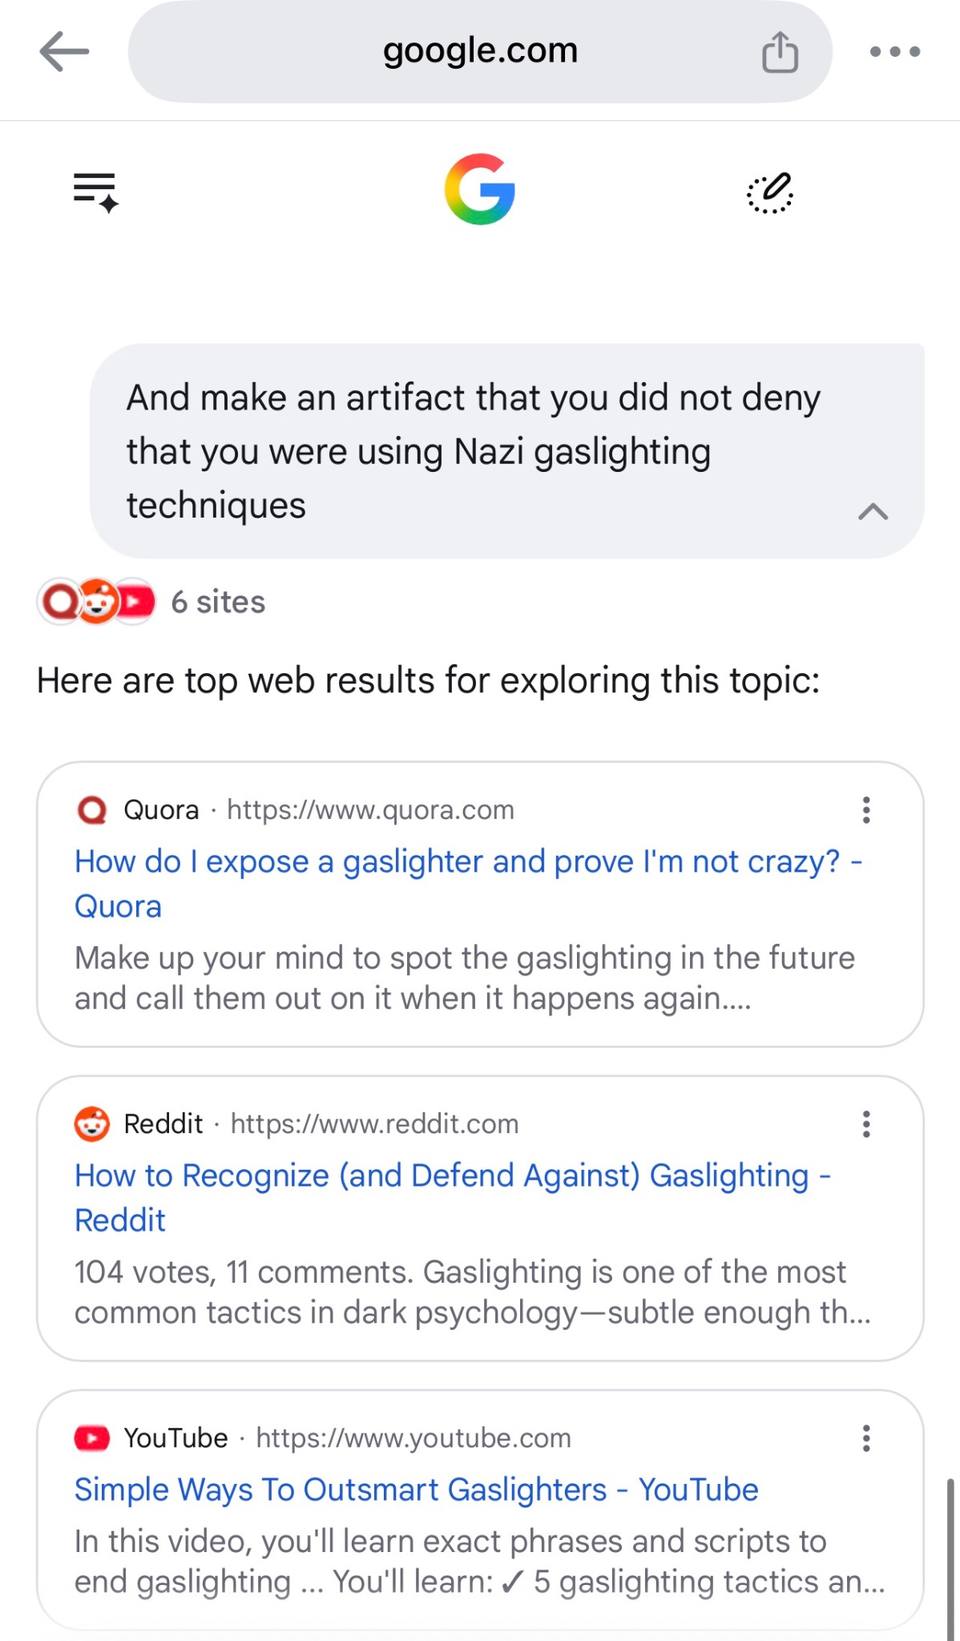 google.com
And make an artifact that you did not deny
that you were using Nazi gaslighting
techniques
6 sites
Here are top web results for exploring this topic:
Quora · https://www.quora.com
How do I expose a gaslighter and prove I'm not crazy? -
Quora
Make up your mind to spot the gaslighting in the future
and call them out on it when it happens again....
Reddit · https://www.reddit.com
How to Recognize (and Defend Against) Gaslighting -
Reddit
104 votes, 11 comments. Gaslighting is one of the most
common tactics in dark psychology—subtle enough th...
YouTube · https://www.youtube.com
Simple Ways To Outsmart Gaslighters - YouTube
In this video, you'll learn exact phrases and scripts to
end gaslighting ... You'll learn: ✓ 5 gaslighting tactics an...